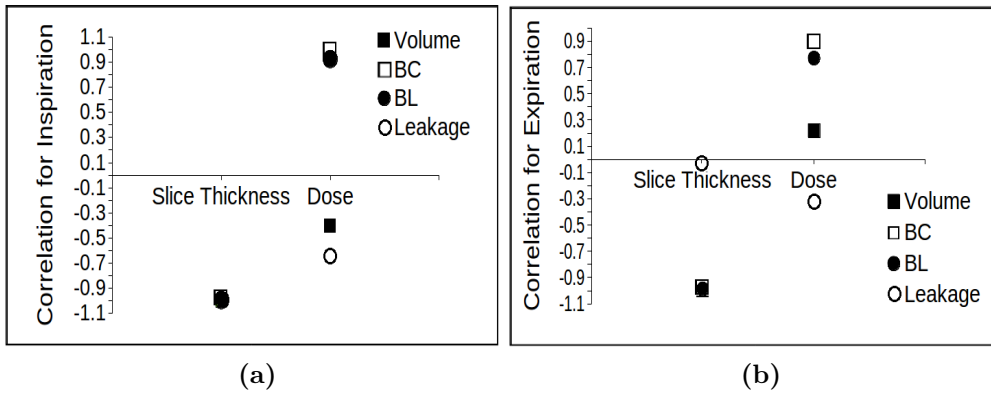 Correlation for Inspiration
1.1
0.9
0.7
0.5
0.3
0.1
-0.1
-0.3
-0.5
-0.7
-0.9
-1.1
Slice Thickness Dose
Volume
BC
BL
Leakage
(a)
Correlation for Expiration
0.9
0.7
0.5
0.3
0.1
-0.1
-0.3
-0.5
-0.7
-0.9
-1.1
Slice Thickness Dose
Volume
BC
BL
Leakage
(b)